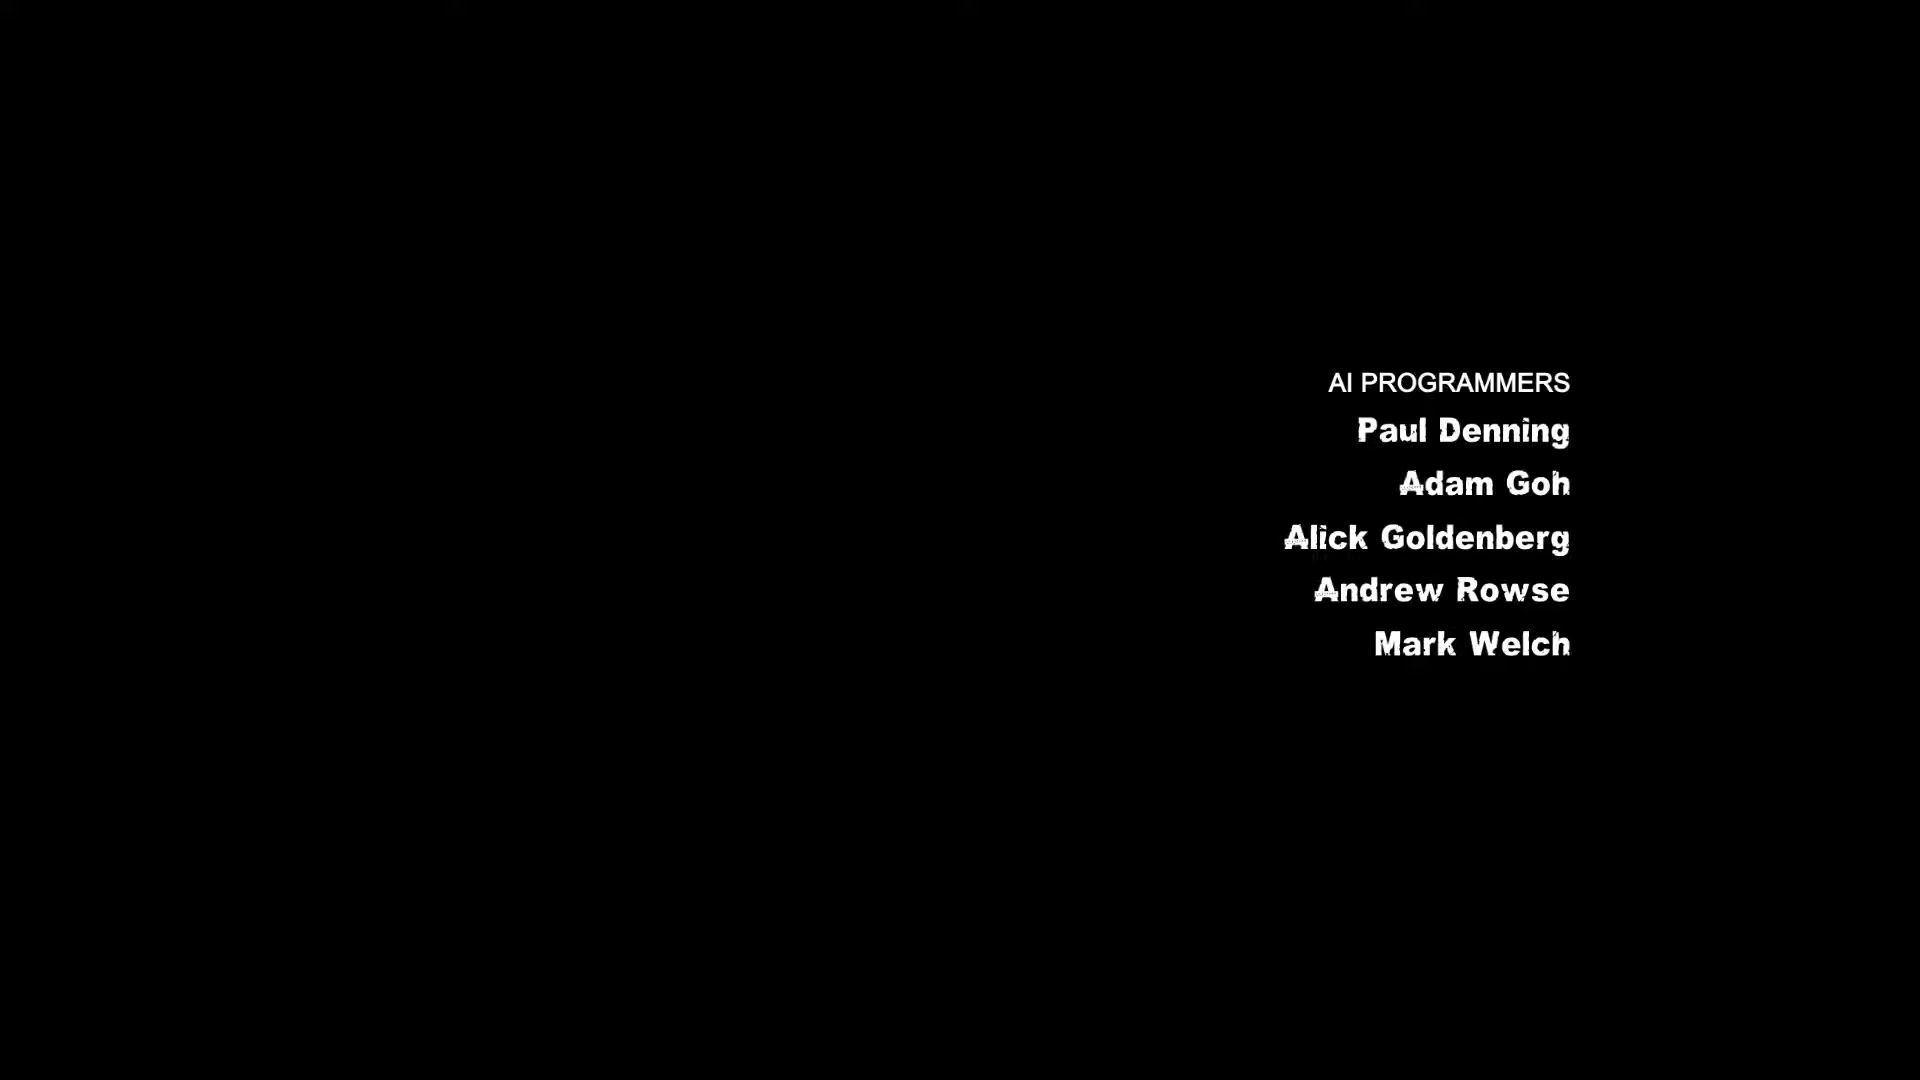 AI PROGRAMMERS
Paul Denning
Adam Goh
Alick Goldenberg
Andrew Rowse
Mark Welch